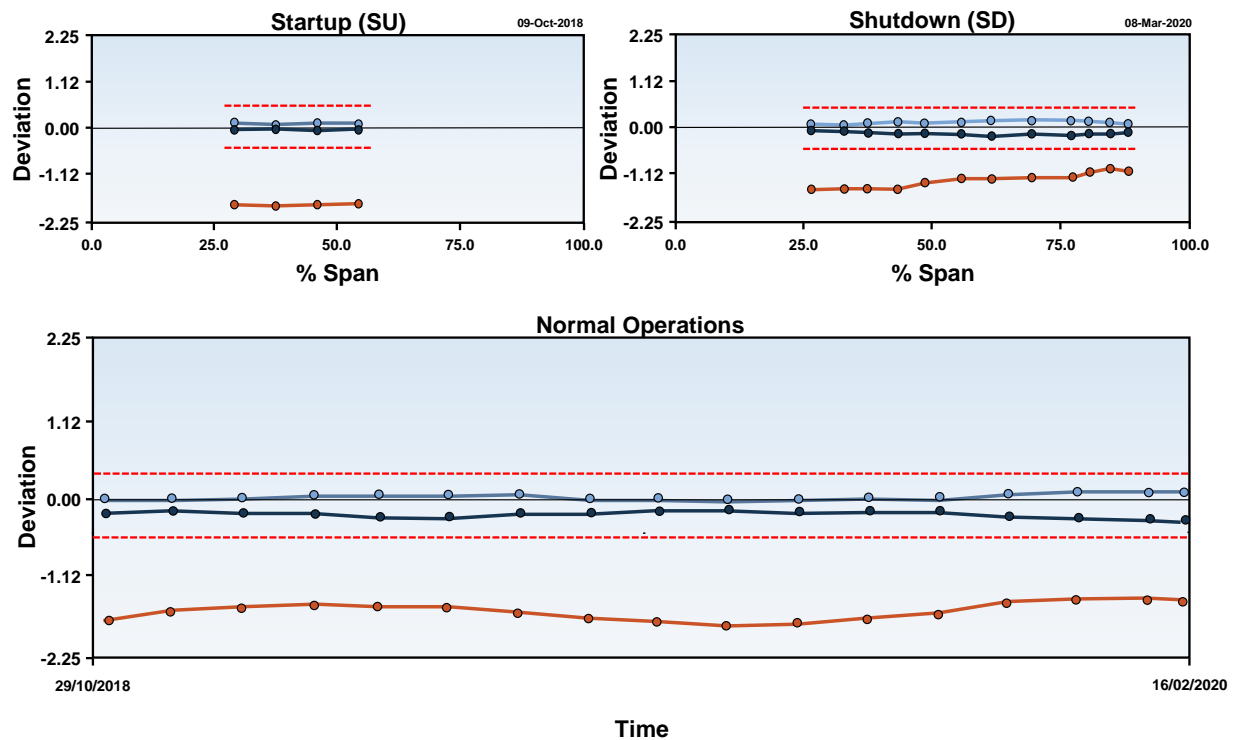 Startup (SU) 09-Oct-2018
2.25
1.12
0.00
-1.12
-2.25
Deviation
0.0 25.0 50.0 75.0 100.0
% Span
Shutdown (SD) 08-Mar-2020
2.25
1.12
0.00
-1.12
-2.25
Deviation
0.0 25.0 50.0 75.0 100.0
% Span
Normal Operations
2.25
1.12
0.00
-1.12
-2.25
Deviation
29/10/2018 16/02/2020
Time